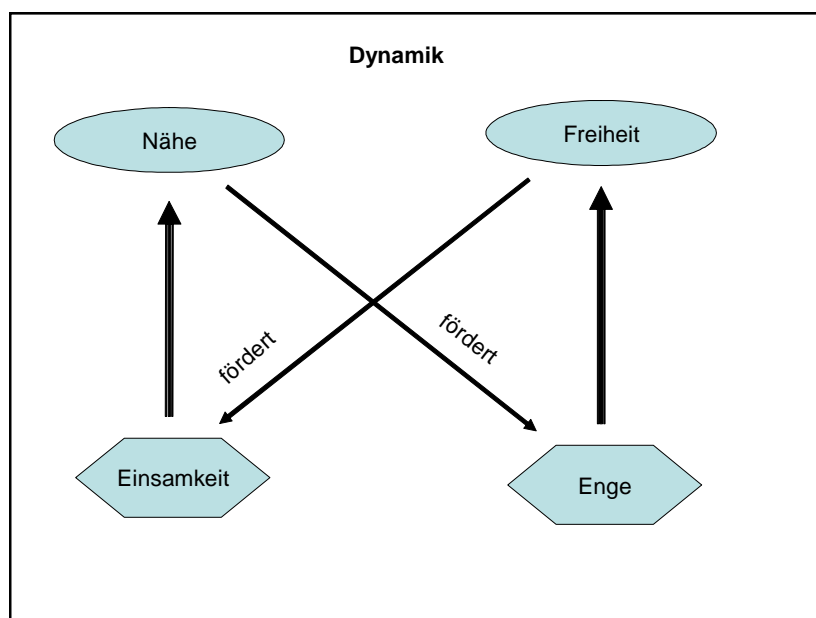 Dynamik
Nähe
Freiheit
fördert
fördert
Einsamkeit
Enge